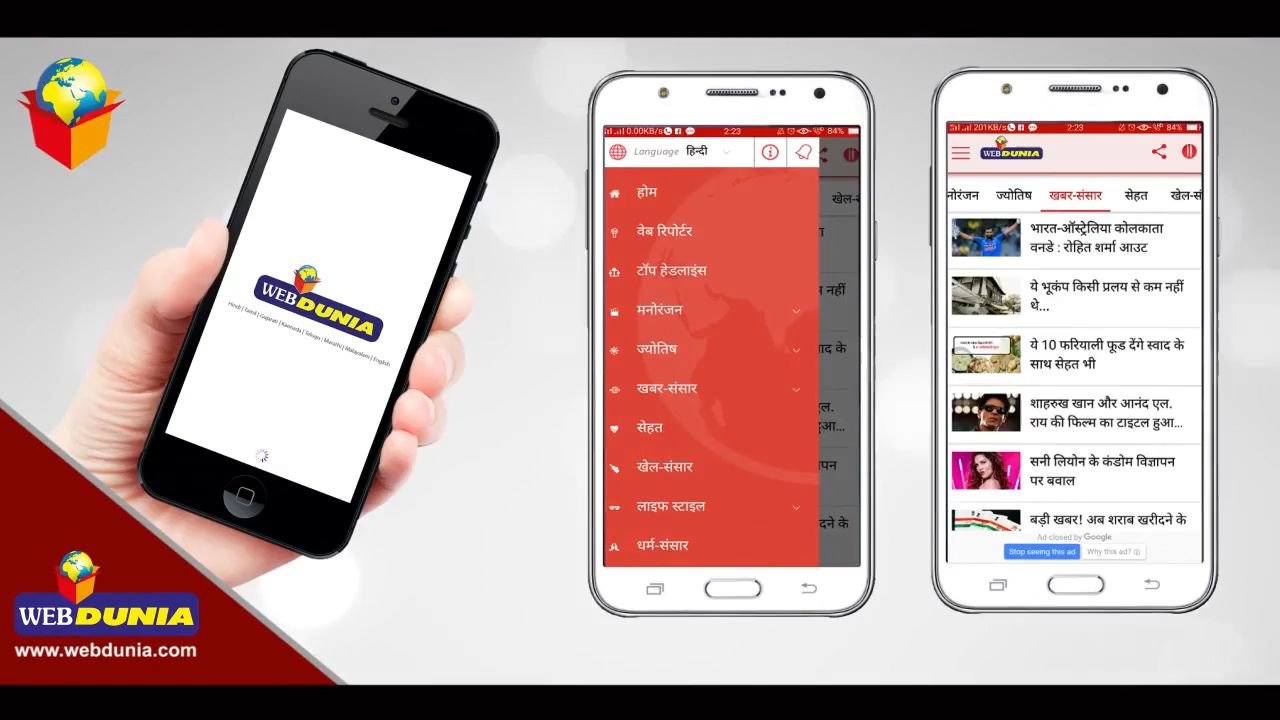 WEBDUNIA
Hindi | Tamil | Gujarati | Kannada | Telugu | Marathi | Malayalam | English
WEBDUNIA
www.webdunia.com
0.00KB/s 2:23 84%
Language हिन्दी
होम
वेब रिपोर्टर
टॉप हेडलाइंस
मनोरंजन
ज्योतिष
खबर-संसार
सेहत
खेल-संसार
लाइफ स्टाइल
धर्म-संसार
नहीं
के
हुआ...
के
201KB/s 2:23 84%
WEBDUNIA
नोरंजन ज्योतिष खबर-संसार सेहत खेल-सं
भारत-ऑस्ट्रेलिया कोलकाता
वनडे : रोहित शर्मा आउट
ये भूकंप किसी प्रलय से कम नहीं
थे...
ये 10 फरियाली फूड देंगे स्वाद के
साथ सेहत भी
शाहरुख खान और आनंद एल.
राय की फिल्म का टाइटल हुआ...
सनी लियोन के कंडोम विज्ञापन
पर बवाल
बड़ी खबर! अब शराब खरीदने के
Ad closed by Google
Stop seeing this ad Why this ad?